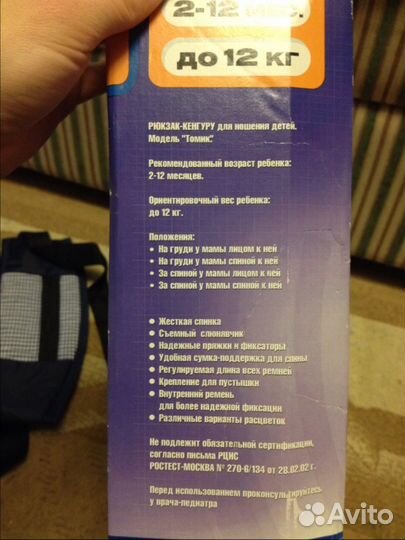 2-12 мес.
до 12 кг
РЮКЗАК-КЕНГУРУ для ношения детей.
Модель "Томик."
Рекомендованный возраст ребенка:
2-12 месяцев.
Ориентировочный вес ребенка:
до 12 кг.
Положения:
• На груди у мамы лицом к ней
• На груди у мамы спиной к ней
• За спиной у мамы лицом к ней
• За спиной у мамы спиной к ней
• Жесткая спинка
• Съемный слюнявчик
• Надежные пряжки и фиксаторы
• Удобная сумка-поддержка для спины
• Регулируемая длина всех ремней
• Крепление для пустышки
• Внутренний ремень
для более надежной фиксации
• Различные варианты расцветок
Не подлежит обязательной сертификации,
согласно письма РЦИС
РОСТЕСТ-МОСКВА № 270-6/134 от 28.02.02 г.
Перед использованием проконсультируйтесь
у врача-педиатра
Avito